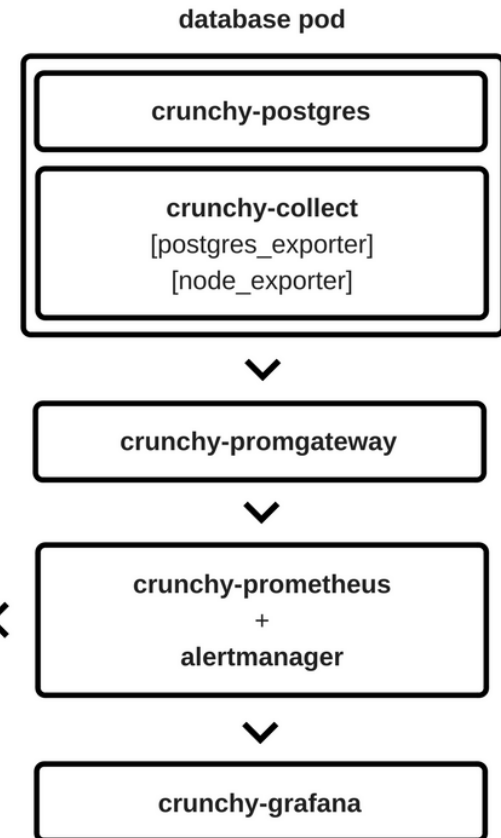 database pod
crunchy-postgres
crunchy-collect
[postgres_exporter]
[node_exporter]
crunchy-promgateway
crunchy-prometheus
+
alertmanager
crunchy-grafana